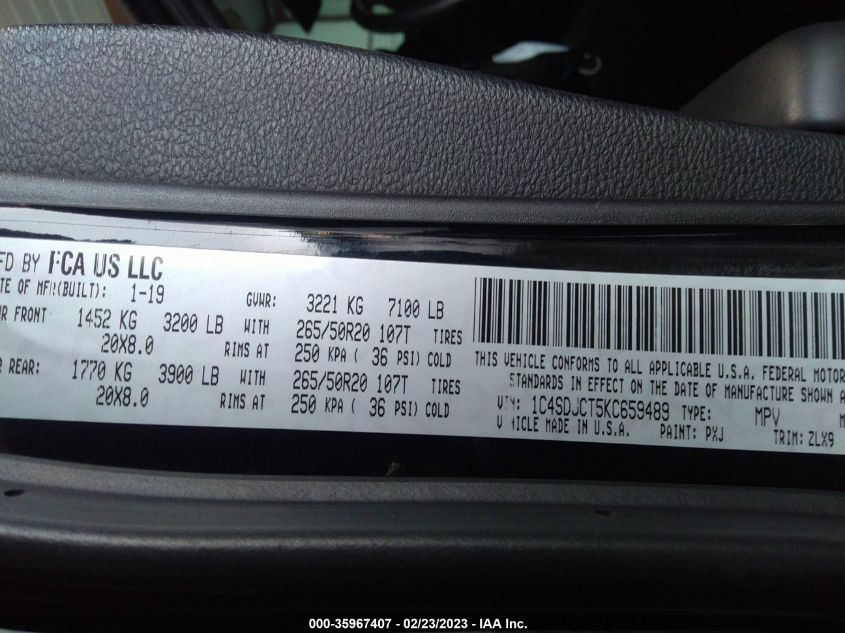 FD BY FCA US LLC
TE OF MFR(BUILT): 1-19 GVWR: 3221 KG 7100 LB
R FRONT: 1452 KG 3200 LB WITH 265/50R20 107T TIRES
20X8.0 RIMS AT 250 KPA ( 36 PSI) COLD
REAR: 1770 KG 3900 LB WITH 265/50R20 107T TIRES
20X8.0 RIMS AT 250 KPA ( 36 PSI) COLD
THIS VEHICLE CONFORMS TO ALL APPLICABLE U.S.A. FEDERAL MOTOR
STANDARDS IN EFFECT ON THE DATE OF MANUFACTURE SHOWN A
VIN: 1C4SDJCT5KC659489 TYPE: MPV
VEHICLE MADE IN U.S.A. PAINT: PXJ TRIM: ZLX9
000-35967407 - 02/23/2023 - IAA Inc.